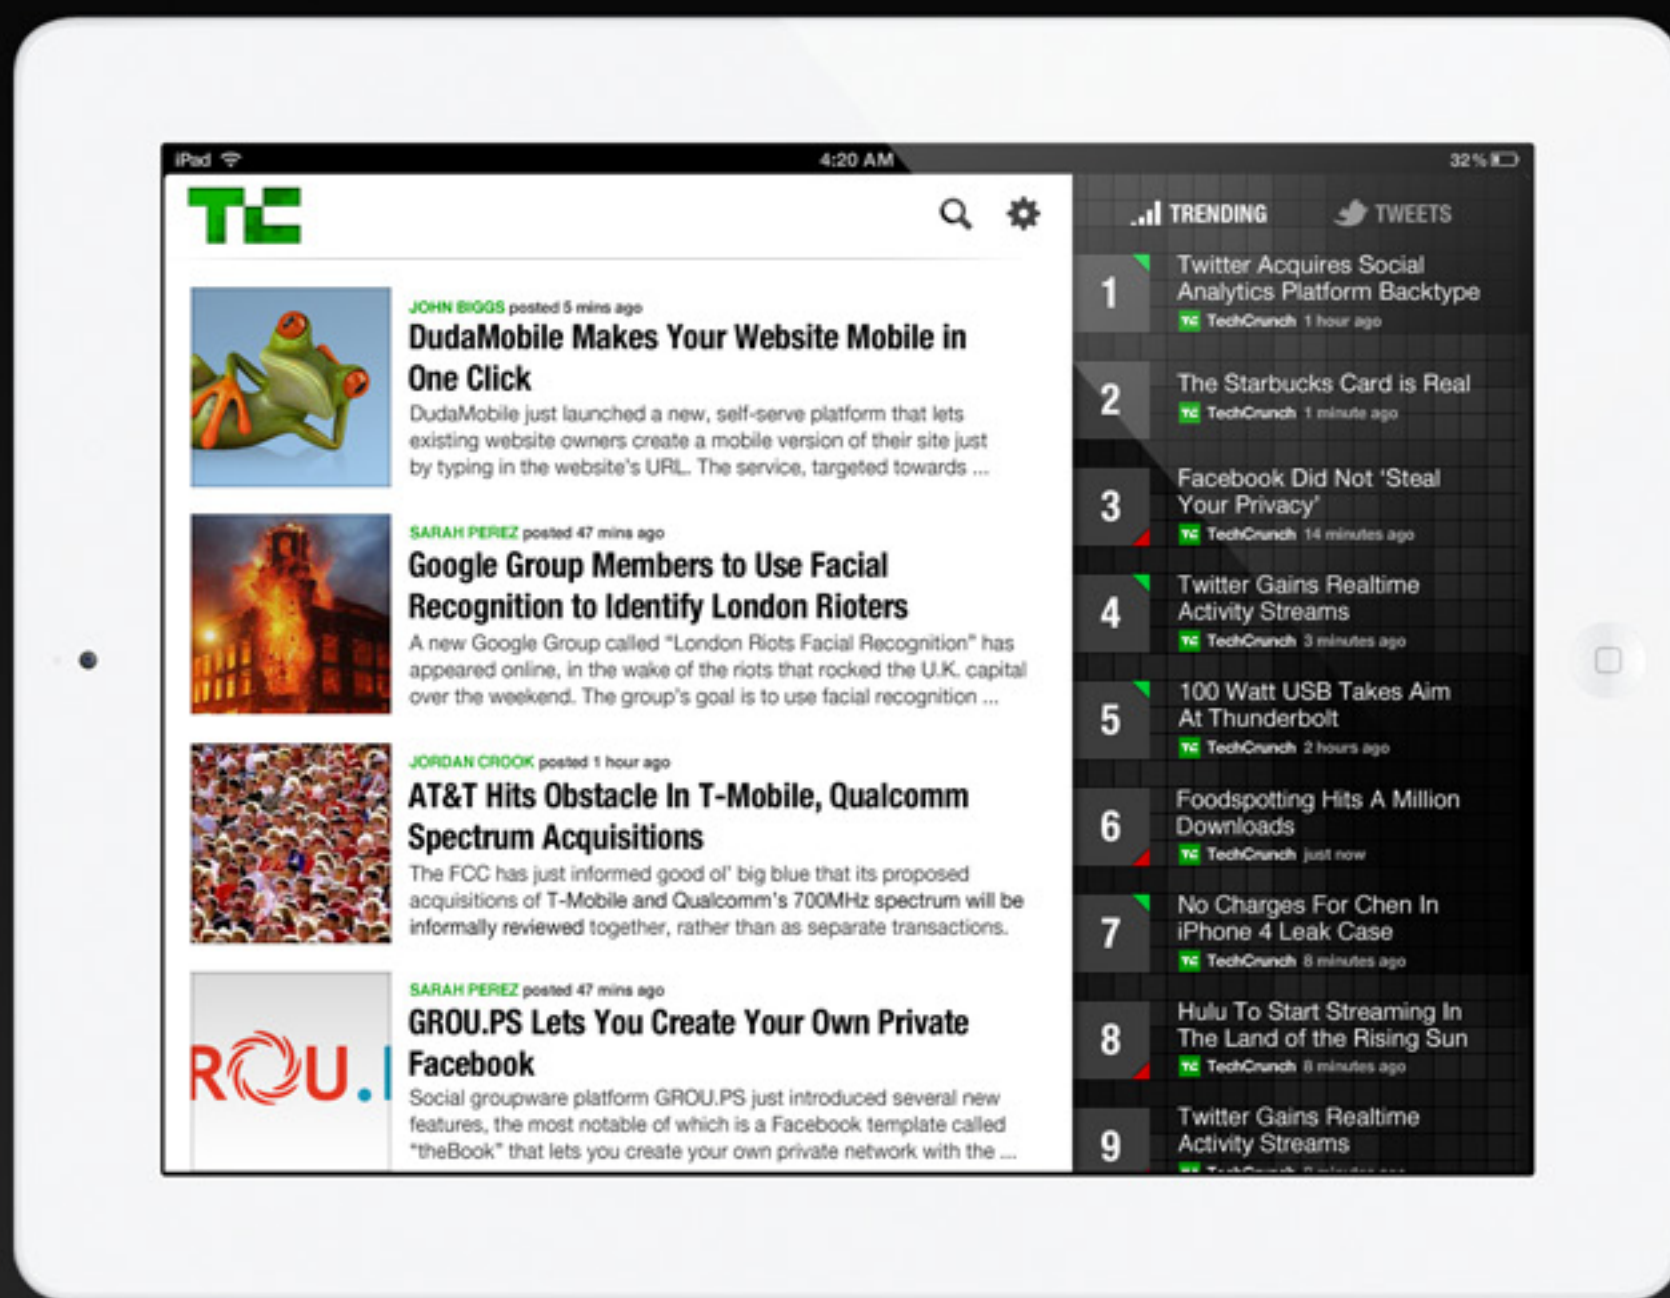 iPad
4:20 AM
32%
TC
JOHN BIGGS posted 5 mins ago
DudaMobile Makes Your Website Mobile in
One Click
DudaMobile just launched a new, self-serve platform that lets
existing website owners create a mobile version of their site just
by typing in the website's URL. The service, targeted towards ...
SARAH PEREZ posted 47 mins ago
Google Group Members to Use Facial
Recognition to Identify London Rioters
A new Google Group called “London Riots Facial Recognition” has
appeared online, in the wake of the riots that rocked the U.K. capital
over the weekend. The group's goal is to use facial recognition ...
JORDAN CROOK posted 1 hour ago
AT&T Hits Obstacle In T-Mobile, Qualcomm
Spectrum Acquisitions
The FCC has just informed good ol' big blue that its proposed
acquisitions of T-Mobile and Qualcomm's 700MHz spectrum will be
informally reviewed together, rather than as separate transactions.
ROU.
SARAH PEREZ posted 47 mins ago
GROU.PS Lets You Create Your Own Private
Facebook
Social groupware platform GROU.PS just introduced several new
features, the most notable of which is a Facebook template called
“theBook” that lets you create your own private network with the ...
TRENDING
TWEETS
1
Twitter Acquires Social
Analytics Platform Backtype
TC TechCrunch 1 hour ago
2
The Starbucks Card is Real
TC TechCrunch 1 minute ago
3
Facebook Did Not 'Steal
Your Privacy'
TC TechCrunch 14 minutes ago
4
Twitter Gains Realtime
Activity Streams
TC TechCrunch 3 minutes ago
5
100 Watt USB Takes Aim
At Thunderbolt
TC TechCrunch 2 hours ago
6
Foodspotting Hits A Million
Downloads
TC TechCrunch just now
7
No Charges For Chen In
iPhone 4 Leak Case
TC TechCrunch 8 minutes ago
8
Hulu To Start Streaming In
The Land of the Rising Sun
TC TechCrunch 8 minutes ago
9
Twitter Gains Realtime
Activity Streams